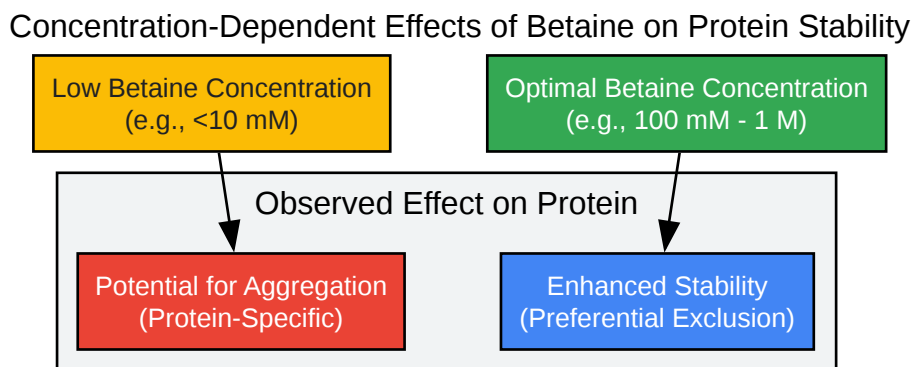 Concentration-Dependent Effects of Betaine on Protein Stability
Low Betaine Concentration
(e.g., <10 mM)
Optimal Betaine Concentration
(e.g., 100 mM - 1 M)
Observed Effect on Protein
Potential for Aggregation
(Protein-Specific)
Enhanced Stability
(Preferential Exclusion)